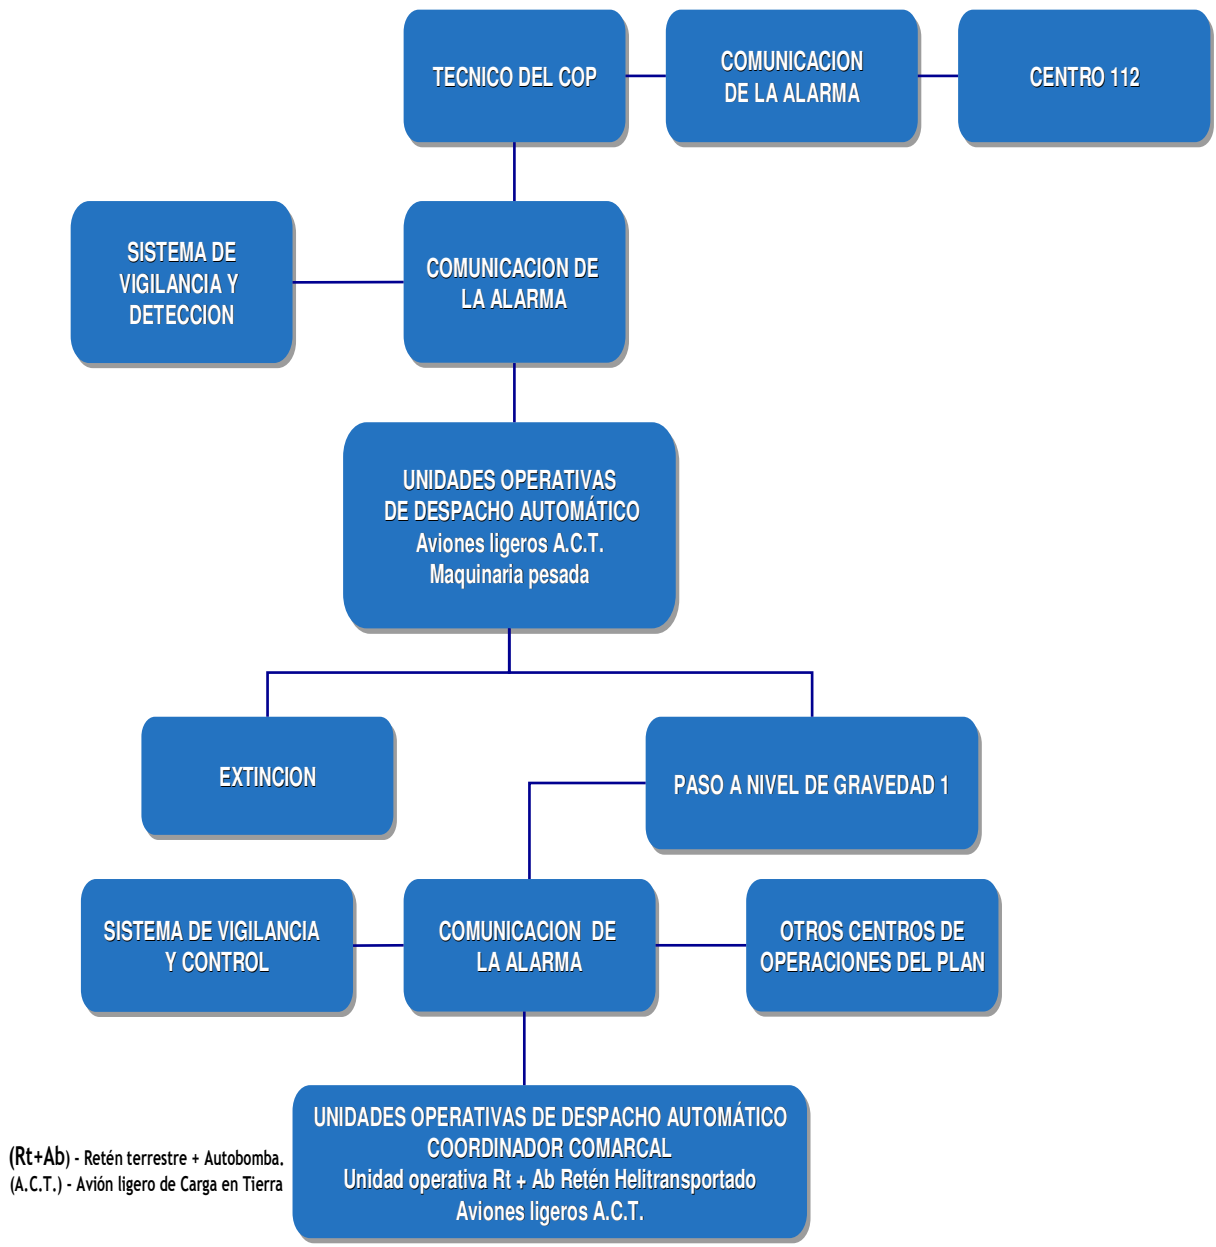 TECNICO DEL COP
COMUNICACION
DE LA ALARMA
CENTRO 112
SISTEMA DE
VIGILANCIA Y
DETECCION
COMUNICACION DE
LA ALARMA
UNIDADES OPERATIVAS
DE DESPACHO AUTOMÁTICO
Aviones ligeros A.C.T.
Maquinaria pesada
EXTINCION
PASO A NIVEL DE GRAVEDAD 1
SISTEMA DE VIGILANCIA
Y CONTROL
COMUNICACION DE
LA ALARMA
OTROS CENTROS DE
OPERACIONES DEL PLAN
UNIDADES OPERATIVAS DE DESPACHO AUTOMÁTICO
COORDINADOR COMARCAL
Unidad operativa Rt + Ab Retén Helitransportado
Aviones ligeros A.C.T.
(Rt+Ab) - Retén terrestre + Autobomba.
(A.C.T.) - Avión ligero de Carga en Tierra